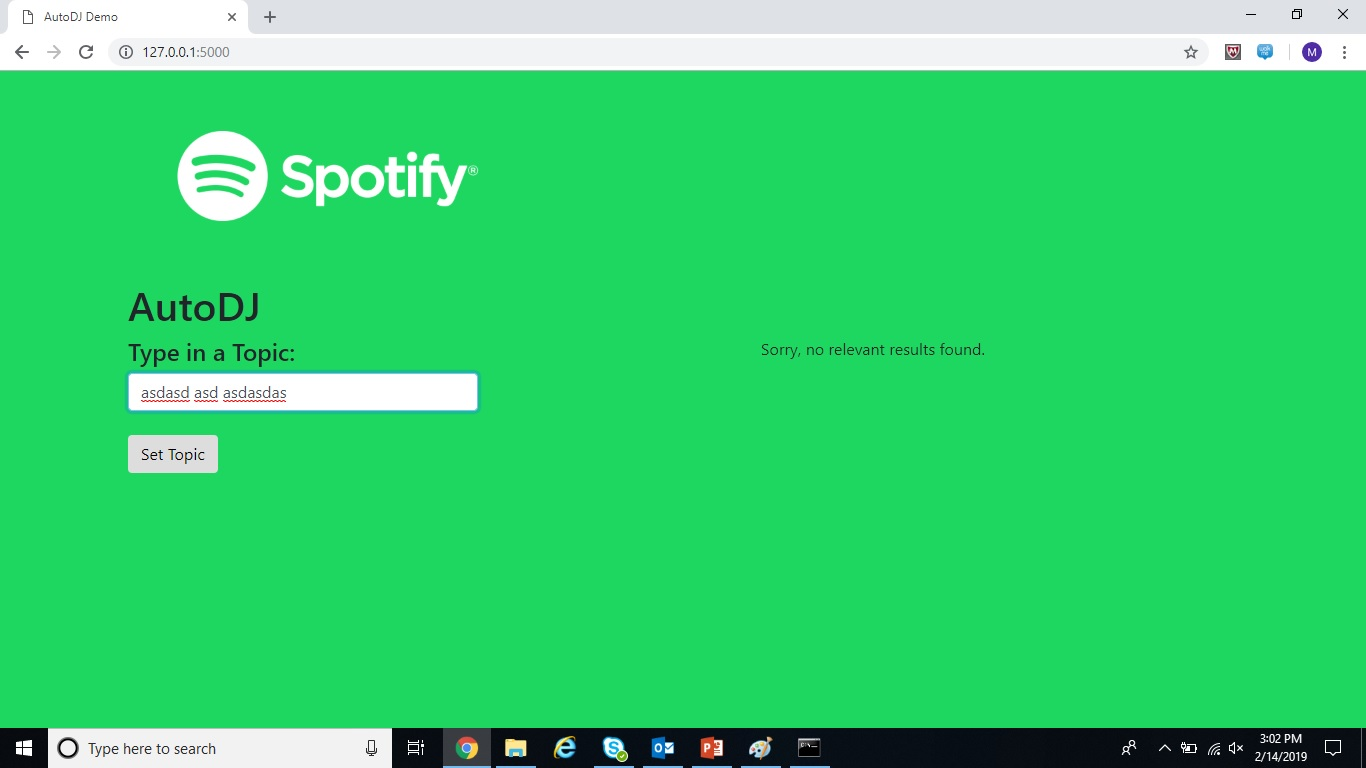 AutoDJ Demo
127.0.0.1:5000
M
Spotify®
AutoDJ
Type in a Topic:
Sorry, no relevant results found.
asdasd asd asdasdas
Set Topic
Type here to search
3:02 PM
2/14/2019